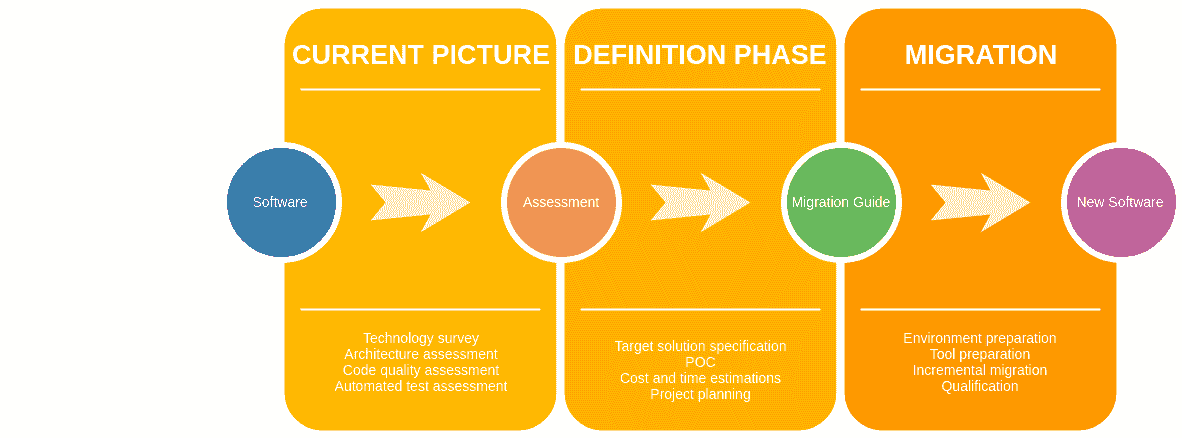 CURRENT PICTURE
DEFINITION PHASE
MIGRATION
Software
Assessment
Migration Guide
New Software
Technology survey
Architecture assessment
Code quality assessment
Automated test assessment
Target solution specification
POC
Cost and time estimations
Project planning
Environment preparation
Tool preparation
Incremental migration
Qualification